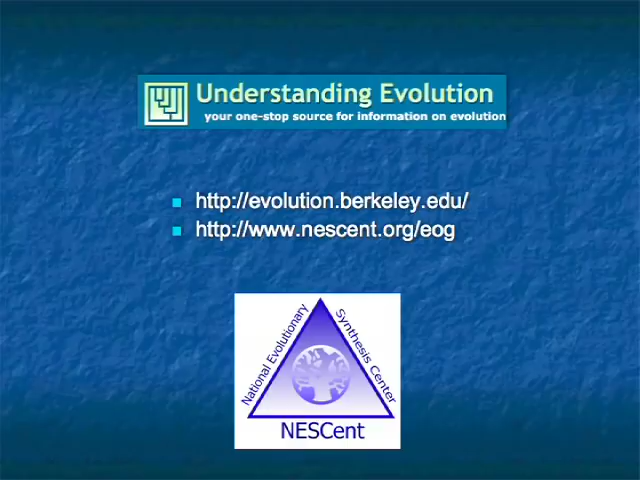 Understanding Evolution
your one-stop source for information on evolution
http://evolution.berkeley.edu/
http://www.nescent.org/eog
National Evolutionary
Synthesis Center
NESCent